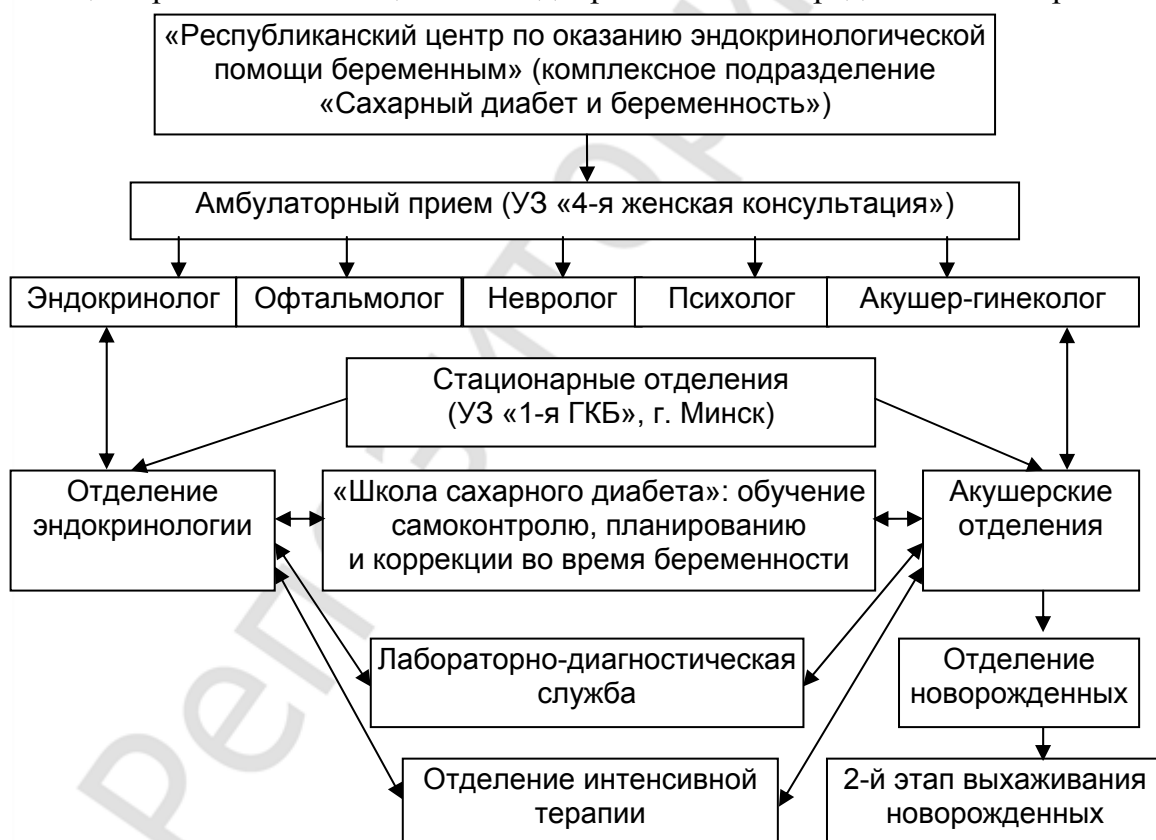 «Республиканский центр по оказанию эндокринологической
помощи беременным» (комплексное подразделение
«Сахарный диабет и беременность»)
Амбулаторный прием (УЗ «4-я женская консультация»)
Эндокринолог
Офтальмолог
Невролог
Психолог
Акушер-гинеколог
Стационарные отделения
(УЗ «1-я ГКБ», г. Минск)
Отделение
эндокринологии
«Школа сахарного диабета»: обучение
самоконтролю, планированию
и коррекции во время беременности
Акушерские
отделения
Лабораторно-диагностическая
служба
Отделение
новорожденных
Отделение интенсивной
терапии
2-й этап выхаживания
новорожденных